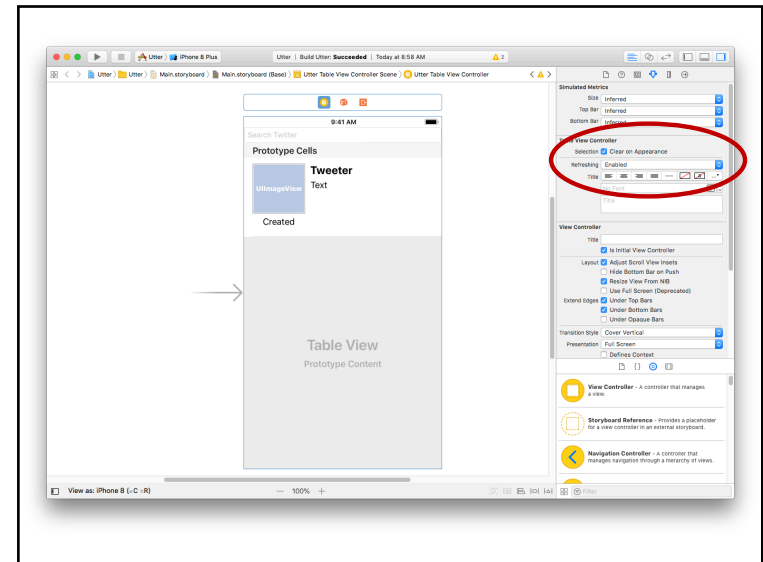 Utter 〉 iPhone 8 Plus
Utter | Build Utter: Succeeded | Today at 8:58 AM
2
Utter 〉 Utter 〉 Main.storyboard 〉 Main.storyboard (Base) 〉 Utter Table View Controller Scene 〉 Utter Table View Controller
9:41 AM
Search Twitter
Prototype Cells
UIImageView
Tweeter
Text
Created
Table View
Prototype Content
View as: iPhone 8 (wC hR)
— 100% +
Simulated Metrics
Size Inferred
Top Bar Inferred
Bottom Bar Inferred
Table View Controller
Selection Clear on Appearance
Refreshing Enabled
Title
No Font
Title
View Controller
Title
Is Initial View Controller
Layout Adjust Scroll View Insets
Hide Bottom Bar on Push
Resize View From NIB
Use Full Screen (Deprecated)
Extend Edges Under Top Bars
Under Bottom Bars
Under Opaque Bars
Transition Style Cover Vertical
Presentation Full Screen
Defines Context
View Controller - A controller that manages
a view.
Storyboard Reference - Provides a placeholder
for a view controller in an external storyboard.
Navigation Controller - A controller that
manages navigation through a hierarchy of views.
Filter